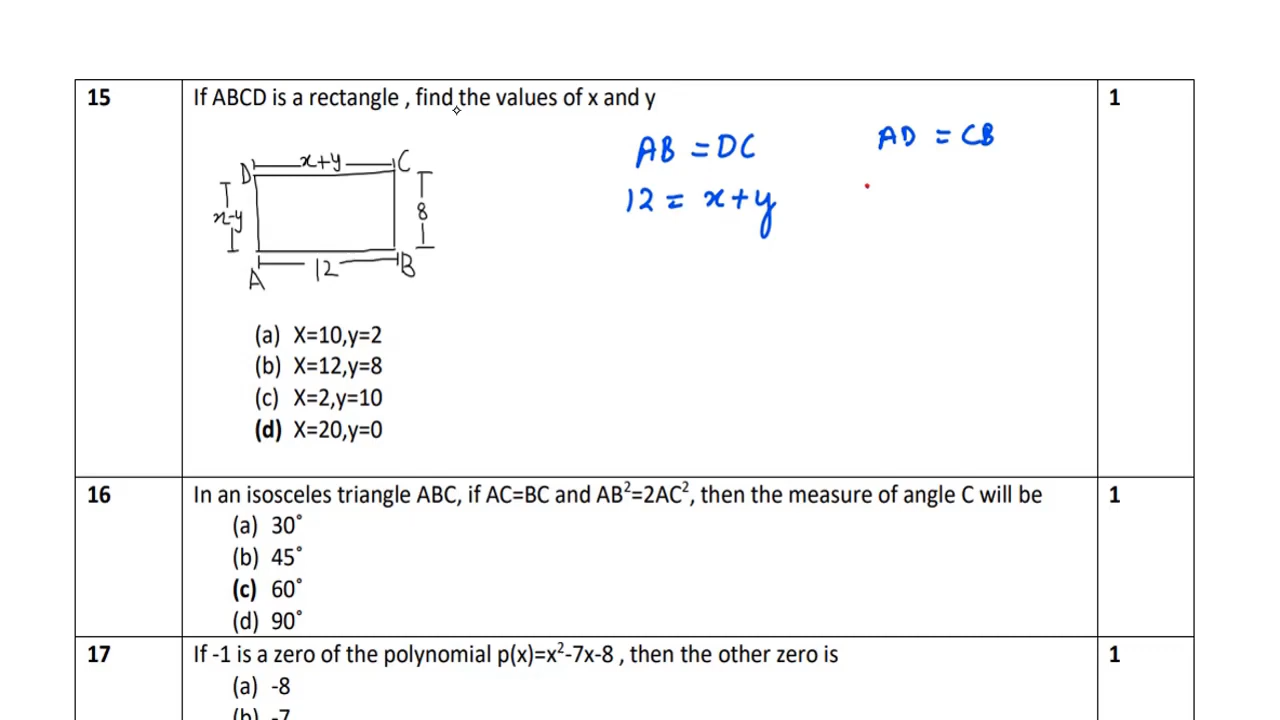 15 If ABCD is a rectangle , find the values of x and y 1
AB = DC AD = CB
12 = x+y
D x+y C
x-y 8
A 12 B
(a) X=10,y=2
(b) X=12,y=8
(c) X=2,y=10
(d) X=20,y=0
16 In an isosceles triangle ABC, if AC=BC and AB²=2AC², then the measure of angle C will be 1
(a) 30˚
(b) 45˚
(c) 60˚
(d) 90˚
17 If -1 is a zero of the polynomial p(x)=x²-7x-8 , then the other zero is 1
(a) -8
(b) -7